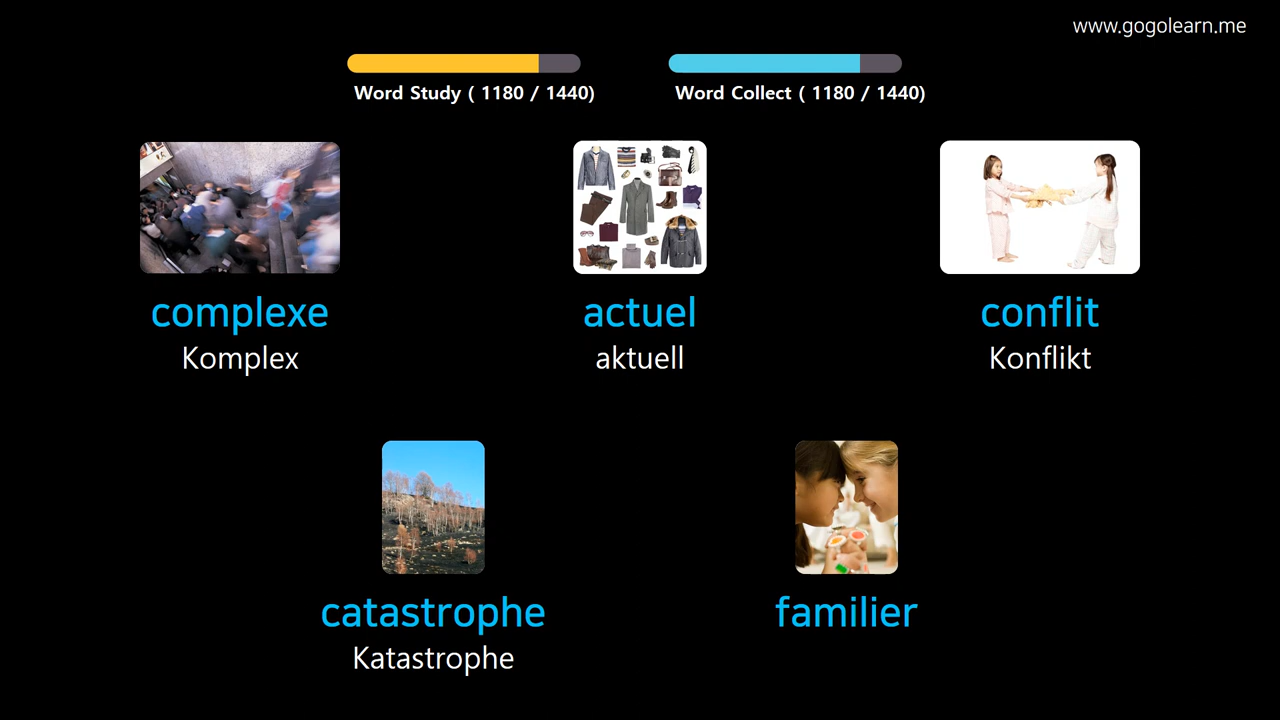 www.gogolearn.me
Word Study ( 1180 / 1440)
Word Collect ( 1180 / 1440)
complexe
Komplex
actuel
aktuell
conflit
Konflikt
catastrophe
Katastrophe
familier